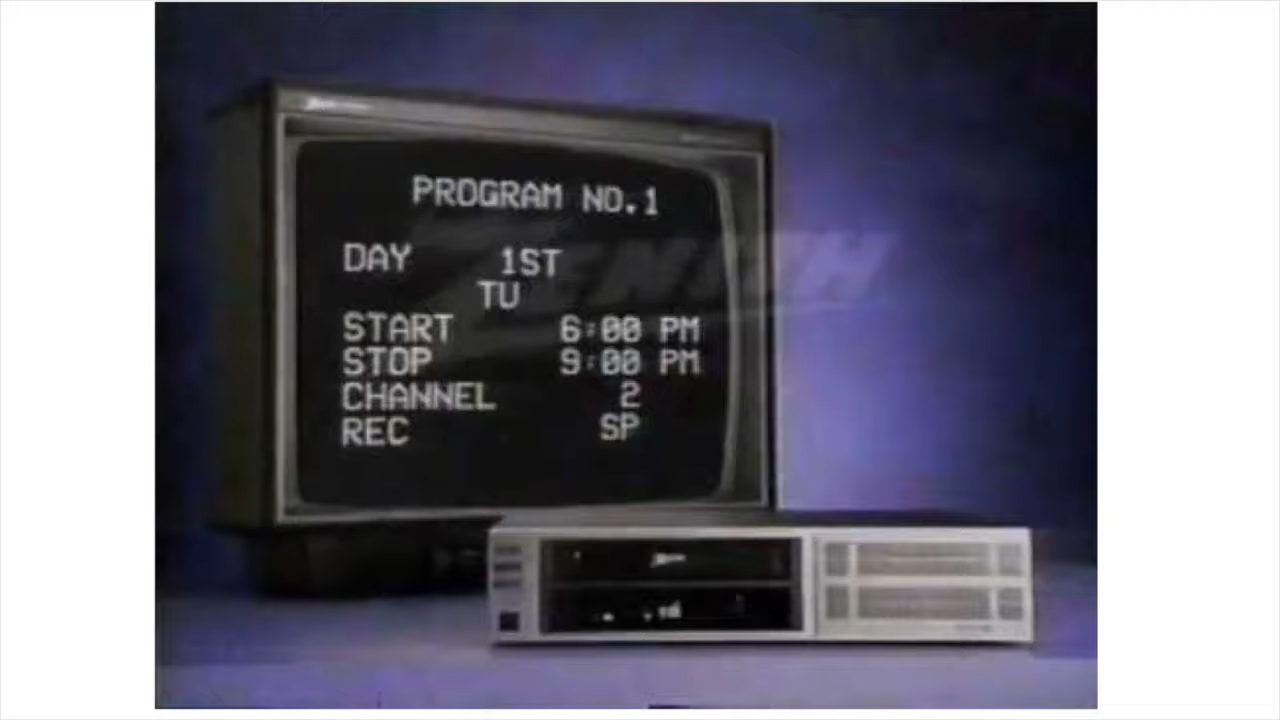 PROGRAM NO.1
ZENITH
DAY 1ST
TU
START 6:00 PM
STOP 9:00 PM
CHANNEL 2
REC SP